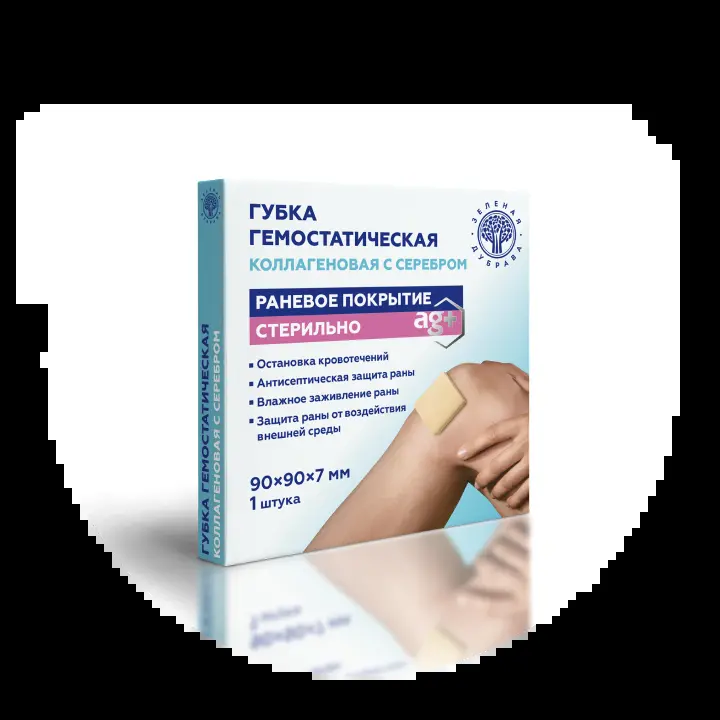 ГУБКА
ГЕМОСТАТИЧЕСКАЯ
КОЛЛАГЕНОВАЯ С СЕРЕБРОМ
ЗЕЛЕНАЯ
ДУБРАВА
РАНЕВОЕ ПОКРЫТИЕ
СТЕРИЛЬНО
ag+
▪ Остановка кровотечений
▪ Антисептическая защита раны
▪ Влажное заживление раны
▪ Защита раны от воздействия
внешней среды
90×90×7 мм
1 штука
ГУБКА ГЕМОСТАТИЧЕСКАЯ
КОЛЛАГЕНОВАЯ С СЕРЕБРОМ